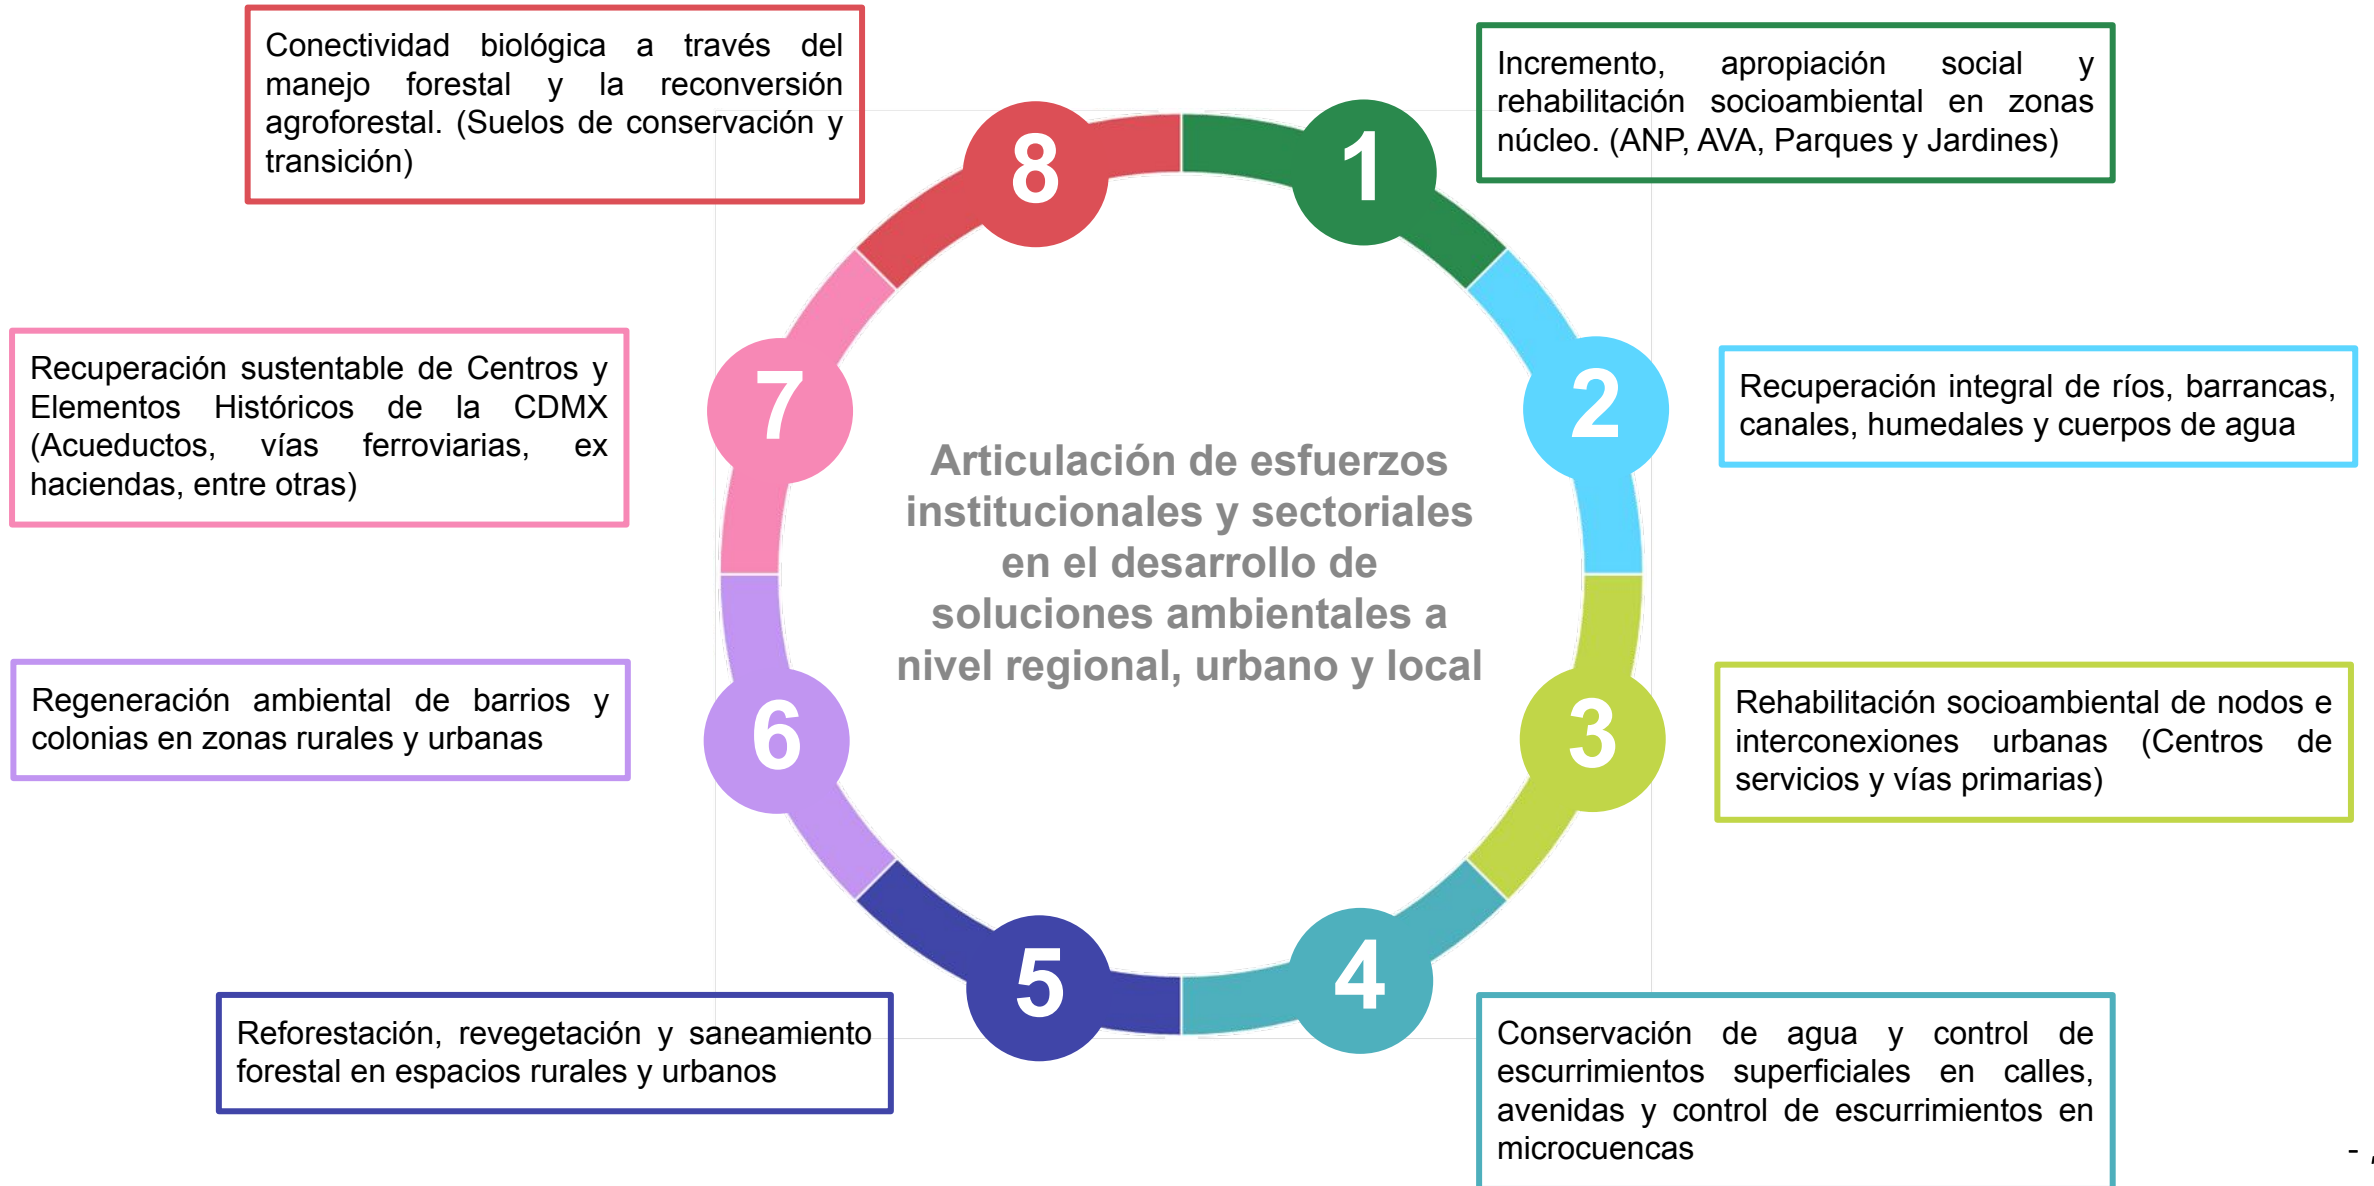 Conectividad biológica a través del
manejo forestal y la reconversión
agroforestal. (Suelos de conservación y
transición)
8
1
Incremento, apropiación social y
rehabilitación socioambiental en zonas
núcleo. (ANP, AVA, Parques y Jardines)
Recuperación sustentable de Centros y
Elementos Históricos de la CDMX
(Acueductos, vías ferroviarias, ex
haciendas, entre otras)
7
2
Recuperación integral de ríos, barrancas,
canales, humedales y cuerpos de agua
Articulación de esfuerzos
institucionales y sectoriales
en el desarrollo de
soluciones ambientales a
nivel regional, urbano y local
Regeneración ambiental de barrios y
colonias en zonas rurales y urbanas
6
3
Rehabilitación socioambiental de nodos e
interconexiones urbanas (Centros de
servicios y vías primarias)
Reforestación, revegetación y saneamiento
forestal en espacios rurales y urbanos
5
4
Conservación de agua y control de
escurrimientos superficiales en calles,
avenidas y control de escurrimientos en
microcuencas